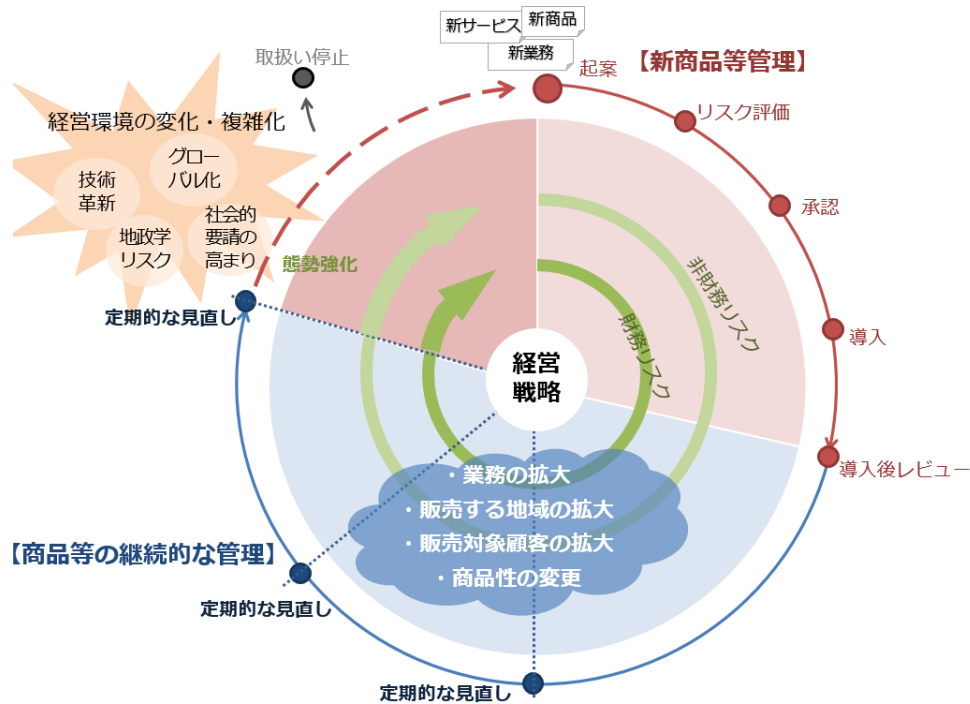 新サービス
新商品
新業務
取扱い停止
起案
【新商品等管理】
リスク評価
承認
導入
導入後レビュー
経営環境の変化・複雑化
技術
革新
グロー
バル化
地政学
リスク
社会的
要請の
高まり
態勢強化
非財務リスク
財務リスク
定期的な見直し
経営
戦略
・業務の拡大
・販売する地域の拡大
・販売対象顧客の拡大
・商品性の変更
【商品等の継続的な管理】
定期的な見直し
定期的な見直し